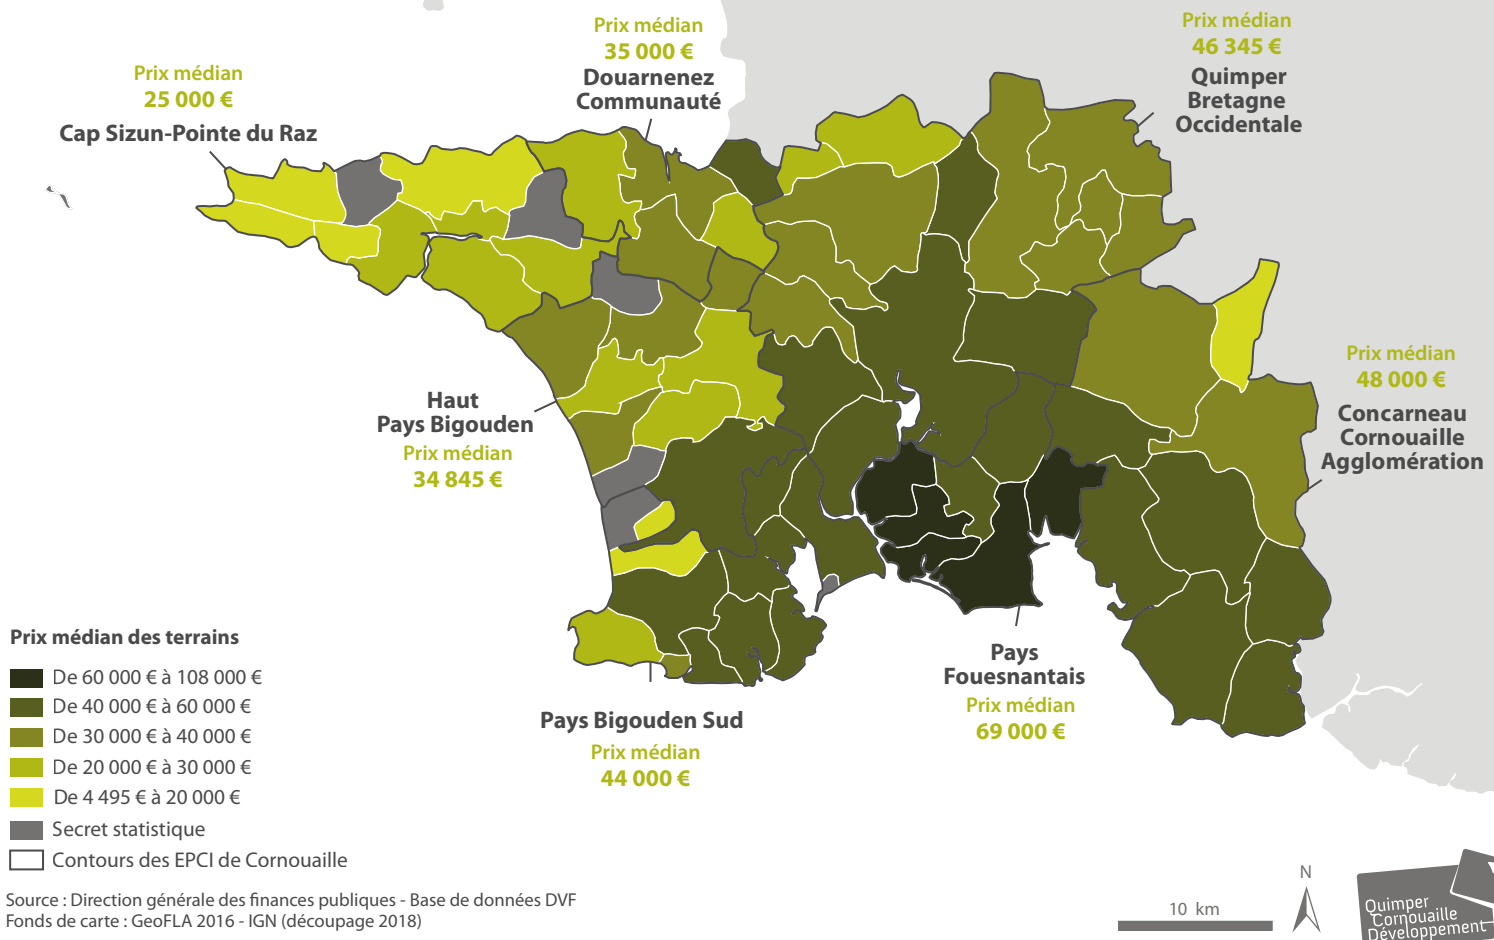 Prix médian
25 000 €
Cap Sizun-Pointe du Raz
Prix médian
35 000 €
Douarnenez
Communauté
Prix médian
46 345 €
Quimper
Bretagne
Occidentale
Prix médian
48 000 €
Concarneau
Cornouaille
Agglomération
Haut
Pays Bigouden
Prix médian
34 845 €
Pays
Fouesnantais
Prix médian
69 000 €
Pays Bigouden Sud
Prix médian
44 000 €
Prix médian des terrains
De 60 000 € à 108 000 €
De 40 000 € à 60 000 €
De 30 000 € à 40 000 €
De 20 000 € à 30 000 €
De 4 495 € à 20 000 €
Secret statistique
Contours des EPCI de Cornouaille
Source : Direction générale des finances publiques - Base de données DVF
Fonds de carte : GeoFLA 2016 - IGN (découpage 2018)
10 km
N
Quimper
Cornouaille
Développement